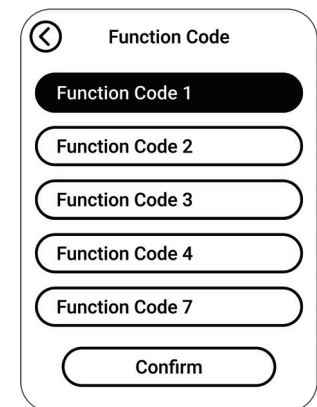 Function Code
Function Code 1
Function Code 2
Function Code 3
Function Code 4
Function Code 7
Confirm